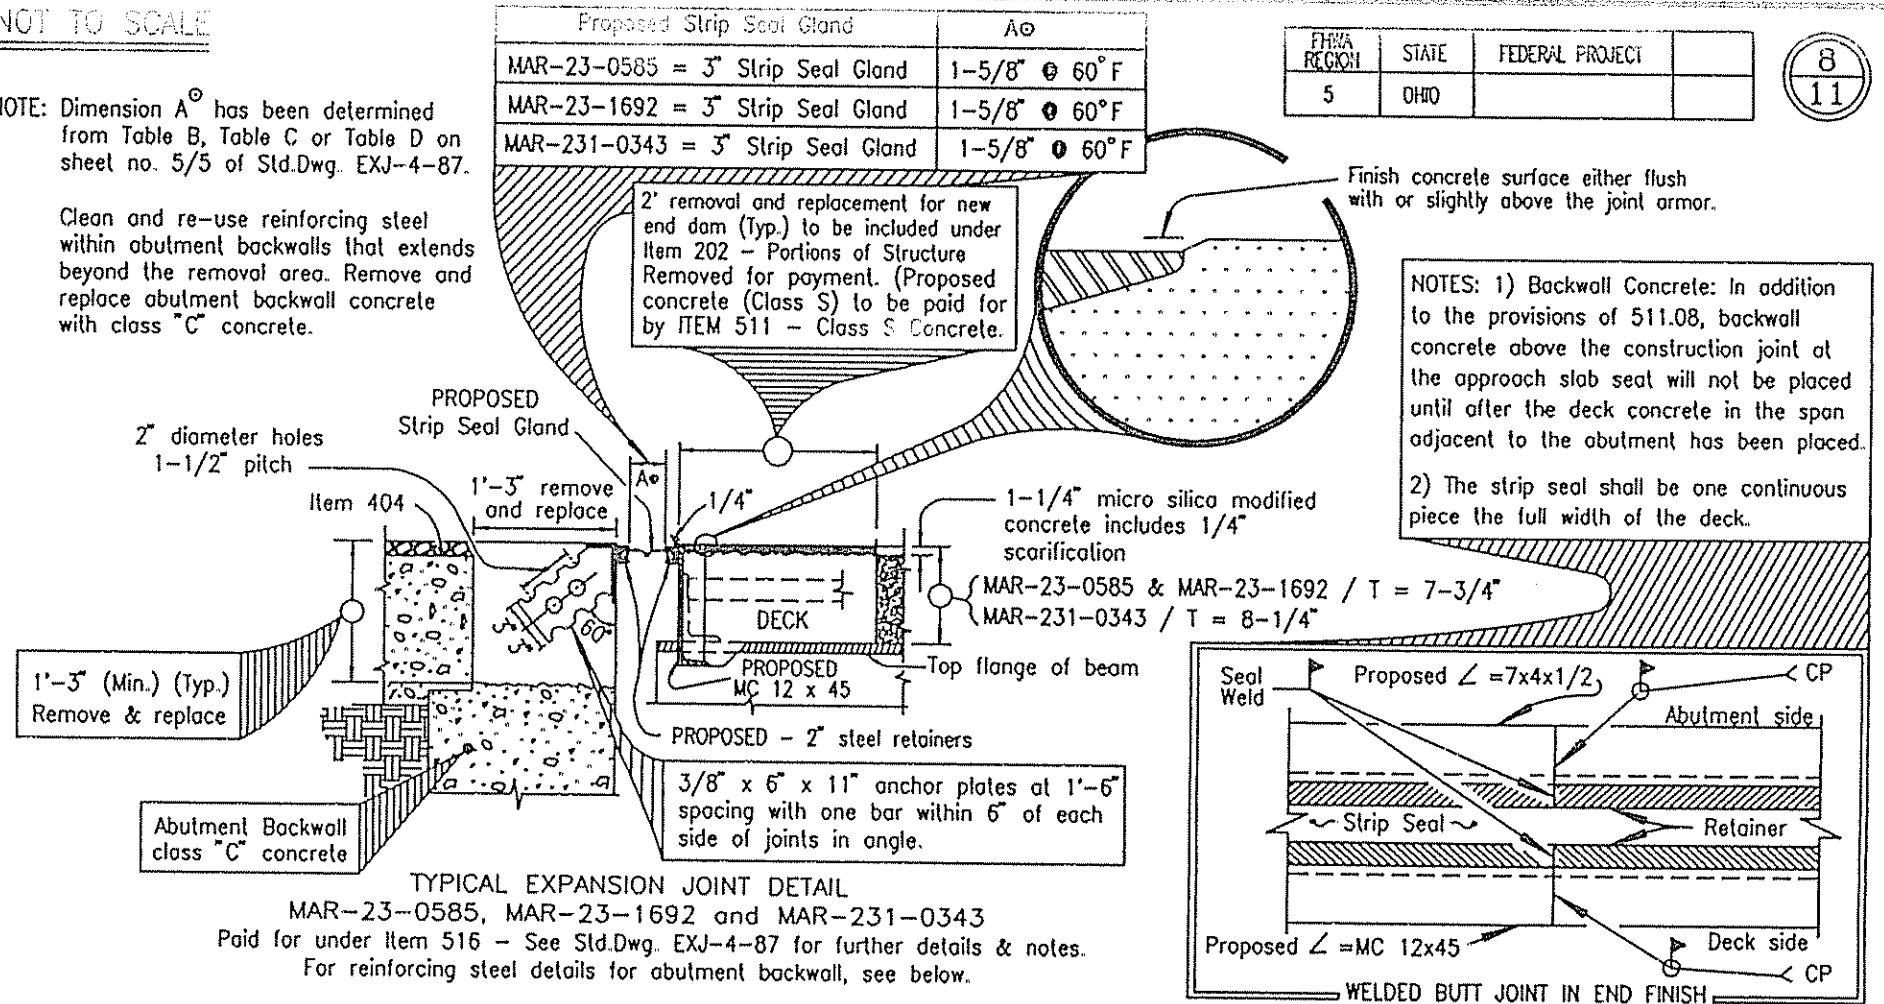 NOT TO SCALE
Proposed Strip Seal Gland
A⊙
MAR-23-0585 = 3" Strip Seal Gland
1-5/8" @ 60°F
MAR-23-1692 = 3" Strip Seal Gland
1-5/8" @ 60°F
MAR-231-0343 = 3" Strip Seal Gland
1-5/8" @ 60°F
FHWA
REGION
STATE
FEDERAL PROJECT
5
OHIO
8
11
NOTE: Dimension A⊙ has been determined
from Table B, Table C or Table D on
sheet no. 5/5 of Std.Dwg. EXJ-4-87.
Clean and re-use reinforcing steel
within abutment backwalls that extends
beyond the removal area. Remove and
replace abutment backwall concrete
with class "C" concrete.
2' removal and replacement for new
end dam (Typ.) to be included under
Item 202 - Portions of Structure
Removed for payment. (Proposed
concrete (Class S) to be paid for
by ITEM 511 - Class S Concrete.
Finish concrete surface either flush
with or slightly above the joint armor.
NOTES: 1) Backwall Concrete: In addition
to the provisions of 511.08, backwall
concrete above the construction joint at
the approach slab seat will not be placed
until after the deck concrete in the span
adjacent to the abutment has been placed.
2) The strip seal shall be one continuous
piece the full width of the deck.
PROPOSED
Strip Seal Gland
2" diameter holes
1-1/2" pitch
Item 404
1'-3" remove
and replace
A⊙
1/4"
1-1/4" micro silica modified
concrete includes 1/4"
scarification
MAR-23-0585 & MAR-23-1692 / T = 7-3/4"
MAR-231-0343 / T = 8-1/4"
3"
3"
60°
DECK
PROPOSED
MC 12 x 45
Top flange of beam
1'-3" (Min.) (Typ.)
Remove & replace
PROPOSED - 2" steel retainers
3/8" x 6" x 11" anchor plates at 1'-6"
spacing with one bar within 6" of each
side of joints in angle.
Abutment Backwall
class "C" concrete
TYPICAL EXPANSION JOINT DETAIL
MAR-23-0585, MAR-23-1692 and MAR-231-0343
Paid for under Item 516 - See Std.Dwg. EXJ-4-87 for further details & notes.
For reinforcing steel details for abutment backwall, see below.
Seal
Weld
Proposed ∠ =7x4x1/2
CP
Abutment side
Strip Seal
Retainer
Proposed ∠ =MC 12x45
Deck side
CP
WELDED BUTT JOINT IN END FINISH